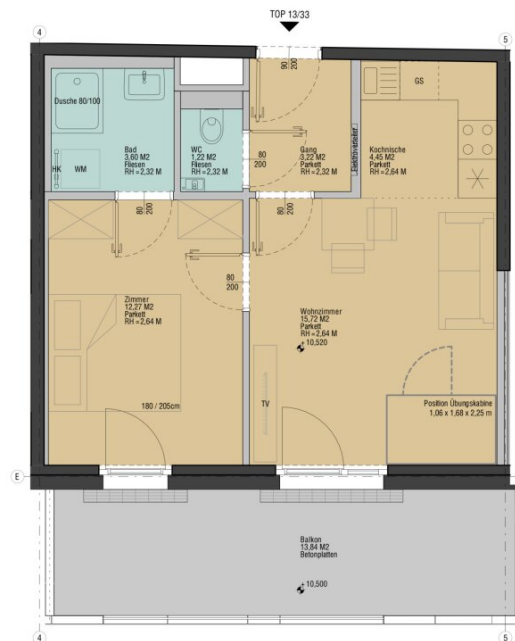 TOP 13/33
4
5
80
200
GS
Dusche 80/100
Bad
3,60 M2
Fliesen
RH =2,32 M
WC
1,22 M2
Fliesen
RH =2,32 M
Gang
3,22 M2
Parkett
RH =2,32 M
Elektroverteiler
Kochnische
4,45 M2
Parkett
RH =2,64 M
HK
WM
80
200
80
200
80
200
80
200
Zimmer
12,27 M2
Parkett
RH =2,64 M
Wohnzimmer
15,72 M2
Parkett
RH =2,64 M
+ 10,520
180 / 205cm
TV
Position Übungskabine
1,06 x 1,68 x 2,25 m
E
Balkon
13,84 M2
Betonplatten
+ 10,500
4
5